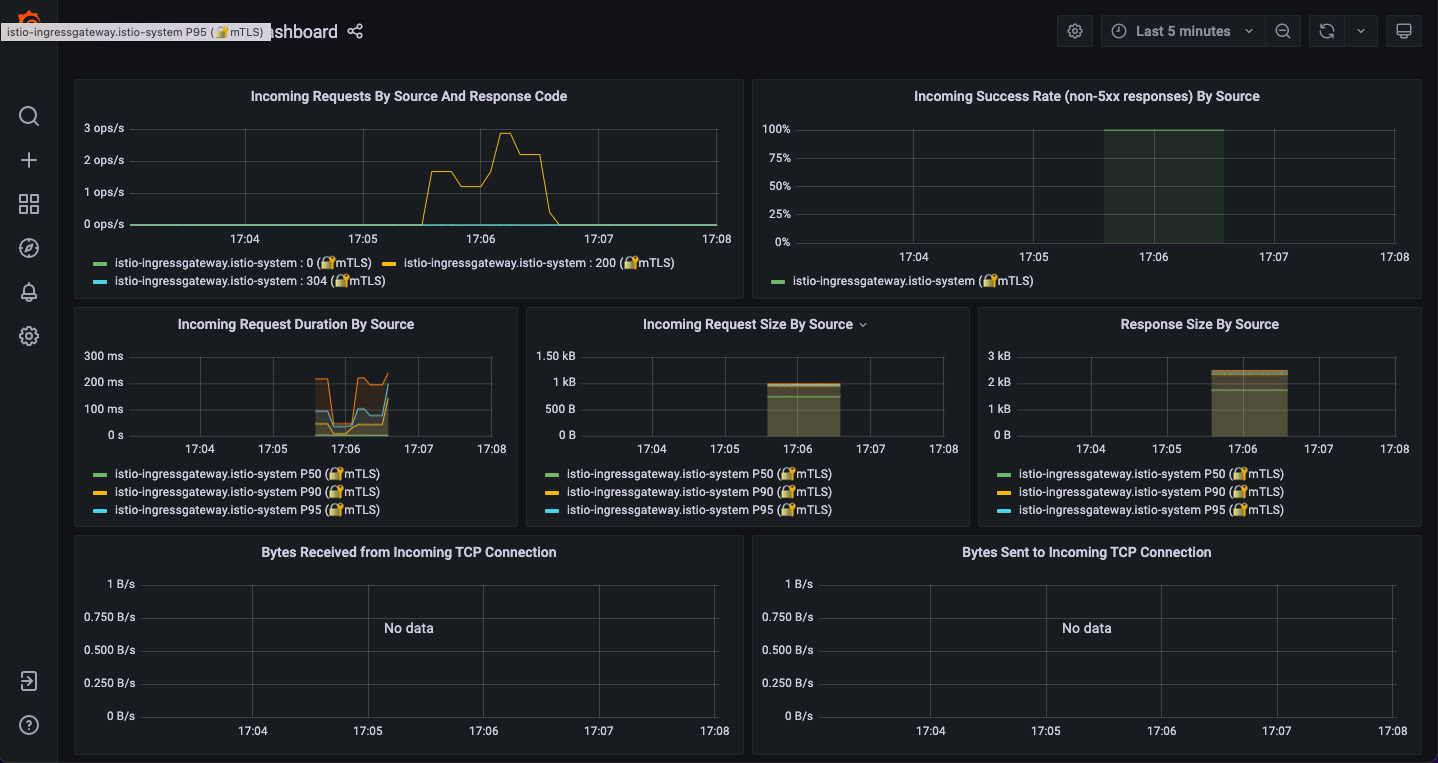 istio-ingressgateway.istio-system P95 (🔐mTLS)
ashboard
Last 5 minutes
Incoming Requests By Source And Response Code
3 ops/s
2 ops/s
1 ops/s
0 ops/s
17:04 17:05 17:06 17:07 17:08
istio-ingressgateway.istio-system : 0 (🔐mTLS) istio-ingressgateway.istio-system : 200 (🔐mTLS)
istio-ingressgateway.istio-system : 304 (🔐mTLS)
Incoming Success Rate (non-5xx responses) By Source
100%
75%
50%
25%
0%
17:04 17:05 17:06 17:07 17:08
istio-ingressgateway.istio-system (🔐mTLS)
Incoming Request Duration By Source
300 ms
200 ms
100 ms
0 s
17:04 17:05 17:06 17:07 17:08
istio-ingressgateway.istio-system P50 (🔐mTLS)
istio-ingressgateway.istio-system P90 (🔐mTLS)
istio-ingressgateway.istio-system P95 (🔐mTLS)
Incoming Request Size By Source
1.50 kB
1 kB
500 B
0 B
17:04 17:05 17:06 17:07 17:08
istio-ingressgateway.istio-system P50 (🔐mTLS)
istio-ingressgateway.istio-system P90 (🔐mTLS)
istio-ingressgateway.istio-system P95 (🔐mTLS)
Response Size By Source
3 kB
2 kB
1 kB
0 B
17:04 17:05 17:06 17:07 17:08
istio-ingressgateway.istio-system P50 (🔐mTLS)
istio-ingressgateway.istio-system P90 (🔐mTLS)
istio-ingressgateway.istio-system P95 (🔐mTLS)
Bytes Received from Incoming TCP Connection
1 B/s
0.750 B/s
No data
0.500 B/s
0.250 B/s
0 B/s
17:04 17:05 17:06 17:07 17:08
Bytes Sent to Incoming TCP Connection
1 B/s
0.750 B/s
No data
0.500 B/s
0.250 B/s
0 B/s
17:04 17:05 17:06 17:07 17:08